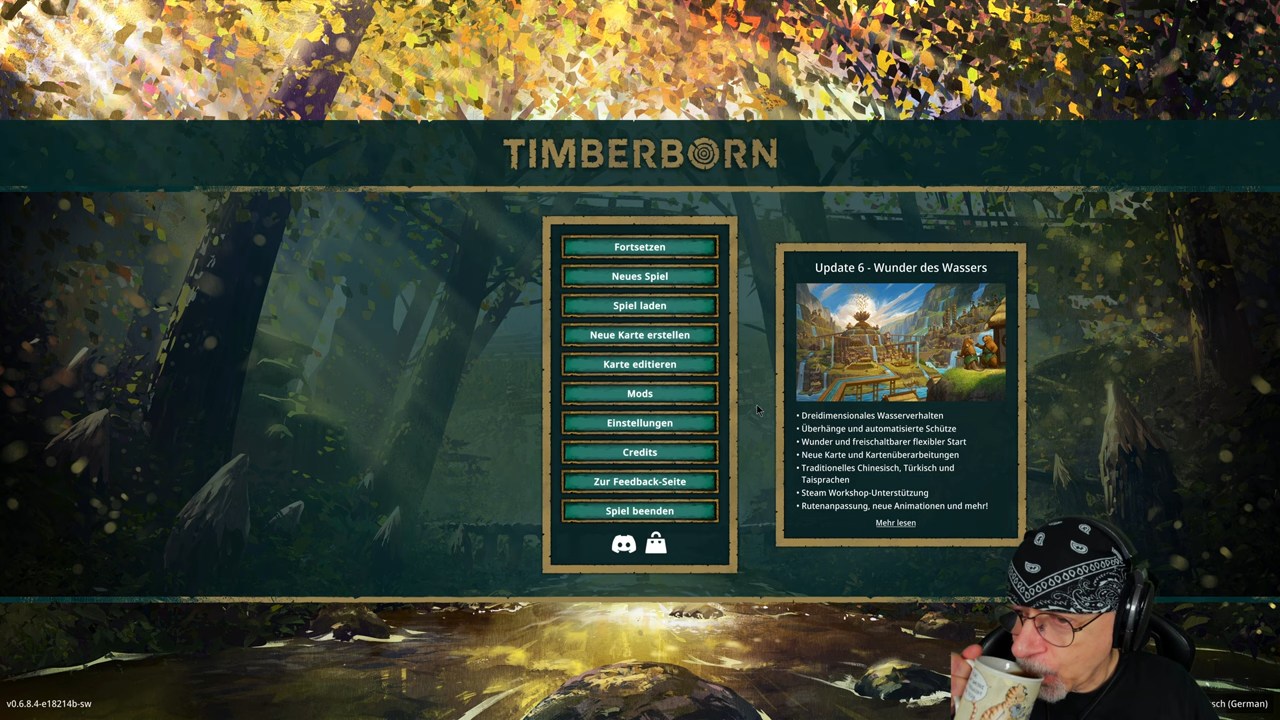 TIMBERBORN
Fortsetzen
Neues Spiel
Spiel laden
Neue Karte erstellen
Karte editieren
Mods
Einstellungen
Credits
Zur Feedback-Seite
Spiel beenden
Update 6 - Wunder des Wassers
• Dreidimensionales Wasserverhalten
• Überhänge und automatisierte Schütze
• Wunder und freischaltbarer flexibler Start
• Neue Karte und Kartenüberarbeitungen
• Traditionelles Chinesisch, Türkisch und
Taisprachen
• Steam Workshop-Unterstützung
• Rutenanpassung, neue Animationen und mehr!
Mehr lesen
v0.6.8.4-e18214b-sw
sch (German)